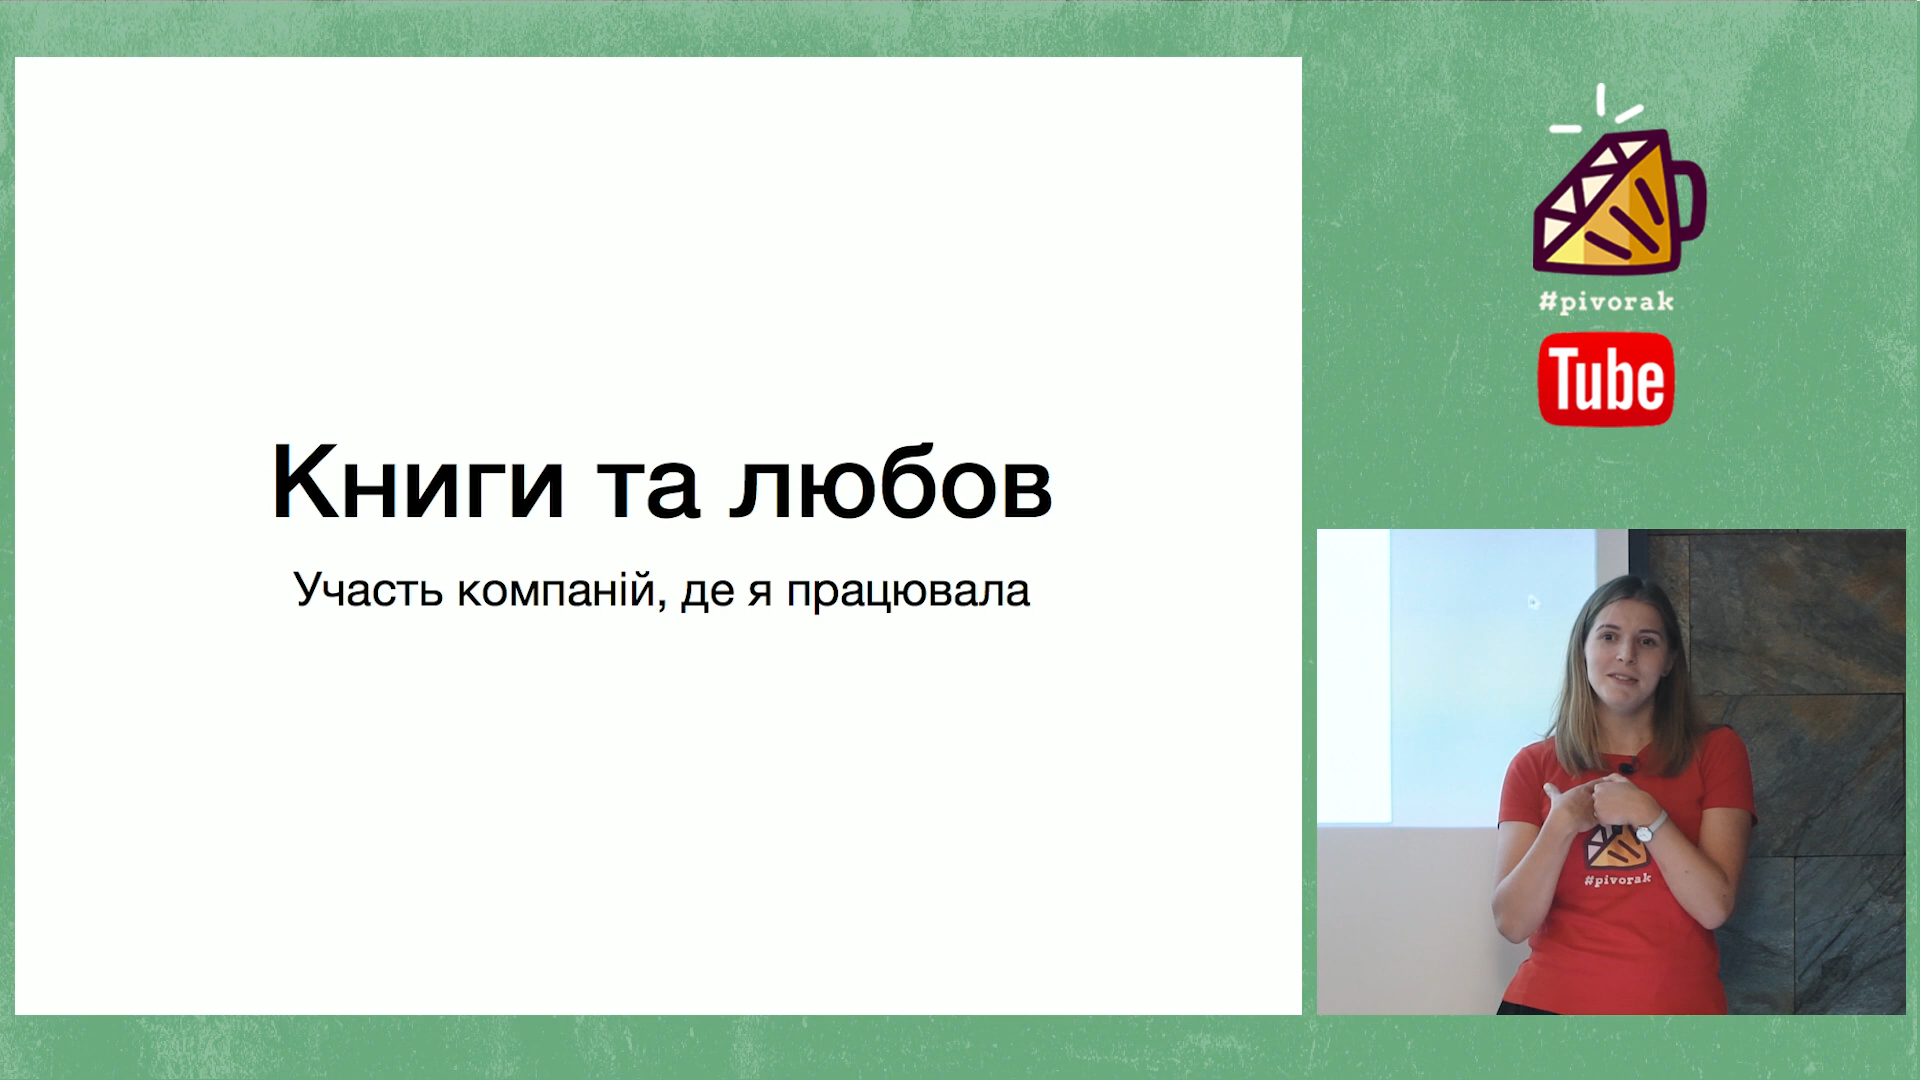 Книги та любов
Участь компаній, де я працювала
#pivorak
Tube
#pivorak